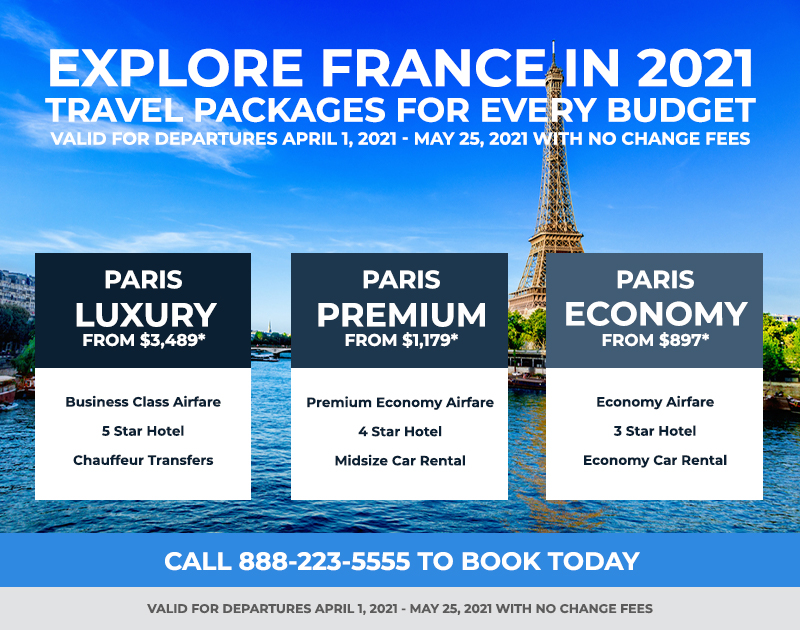 EXPLORE FRANCE IN 2021
TRAVEL PACKAGES FOR EVERY BUDGET
VALID FOR DEPARTURES APRIL 1, 2021 - MAY 25, 2021 WITH NO CHANGE FEES
PARIS
LUXURY
FROM $3,489*
Business Class Airfare
5 Star Hotel
Chauffeur Transfers
PARIS
PREMIUM
FROM $1,179*
Premium Economy Airfare
4 Star Hotel
Midsize Car Rental
PARIS
ECONOMY
FROM $897*
Economy Airfare
3 Star Hotel
Economy Car Rental
CALL 888-223-5555 TO BOOK TODAY
VALID FOR DEPARTURES APRIL 1, 2021 - MAY 25, 2021 WITH NO CHANGE FEES